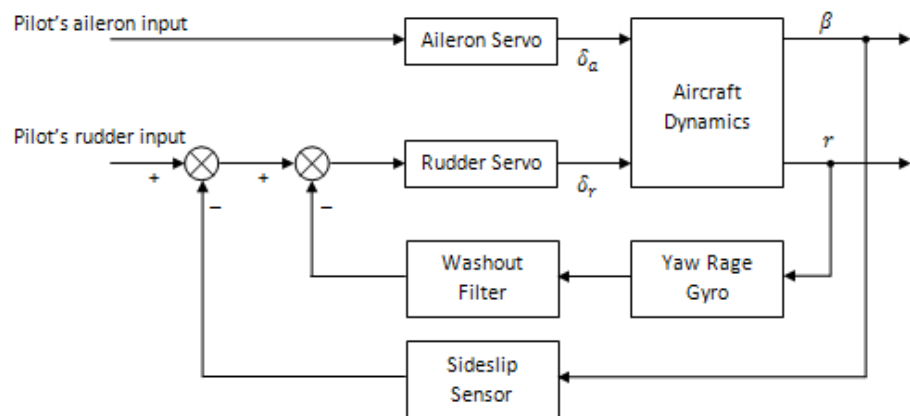 Pilot's aileron input
Aileron Servo
δₐ
β
Aircraft
Dynamics
Pilot's rudder input
r
+
+
Rudder Servo
δᵣ
−
−
Washout
Filter
Yaw Rage
Gyro
Sideslip
Sensor